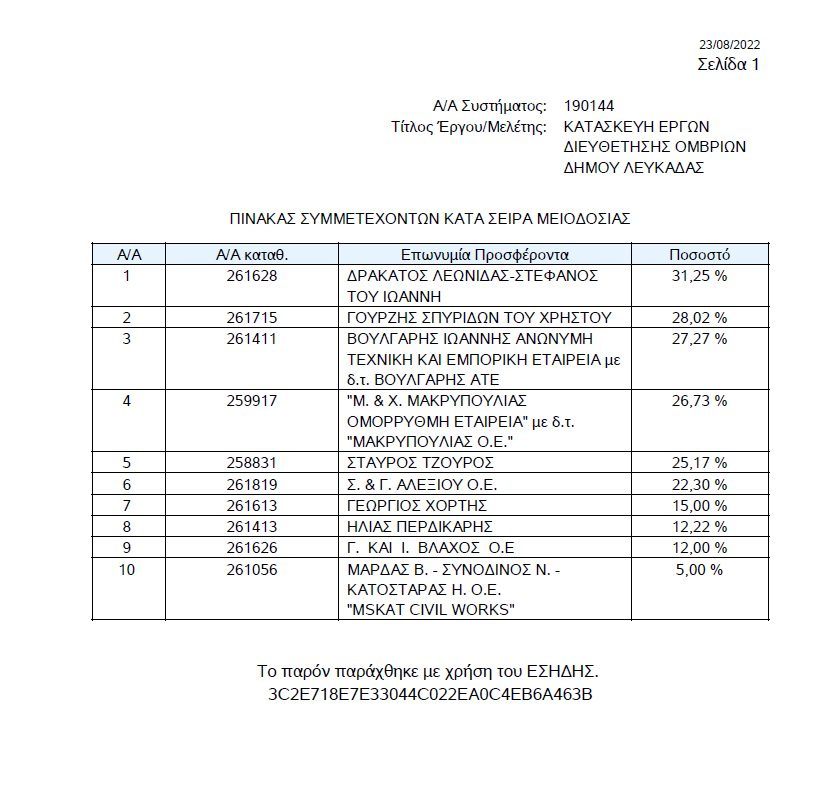 23/08/2022
Σελίδα 1
Α/Α Συστήματος: 190144
Τίτλος Έργου/Μελέτης: ΚΑΤΑΣΚΕΥΗ ΕΡΓΩΝ
ΔΙΕΥΘΕΤΗΣΗΣ ΟΜΒΡΙΩΝ
ΔΗΜΟΥ ΛΕΥΚΑΔΑΣ
ΠΙΝΑΚΑΣ ΣΥΜΜΕΤΕΧΟΝΤΩΝ ΚΑΤΑ ΣΕΙΡΑ ΜΕΙΟΔΟΣΙΑΣ
Α/Α Α/Α καταθ. Επωνυμία Προσφέροντα Ποσοστό
1 261628 ΔΡΑΚΑΤΟΣ ΛΕΩΝΙΔΑΣ-ΣΤΕΦΑΝΟΣ 31,25 %
ΤΟΥ ΙΩΑΝΝΗ
2 261715 ΓΟΥΡΖΗΣ ΣΠΥΡΙΔΩΝ ΤΟΥ ΧΡΗΣΤΟΥ 28,02 %
3 261411 ΒΟΥΛΓΑΡΗΣ ΙΩΑΝΝΗΣ ΑΝΩΝΥΜΗ 27,27 %
ΤΕΧΝΙΚΗ ΚΑΙ ΕΜΠΟΡΙΚΗ ΕΤΑΙΡΕΙΑ με
δ.τ. ΒΟΥΛΓΑΡΗΣ ΑΤΕ
4 259917 "Μ. & Χ. ΜΑΚΡΥΠΟΥΛΙΑΣ 26,73 %
ΟΜΟΡΡΥΘΜΗ ΕΤΑΙΡΕΙΑ" με δ.τ.
"ΜΑΚΡΥΠΟΥΛΙΑΣ Ο.Ε."
5 258831 ΣΤΑΥΡΟΣ ΤΖΟΥΡΟΣ 25,17 %
6 261819 Σ. & Γ. ΑΛΕΞΙΟΥ Ο.Ε. 22,30 %
7 261613 ΓΕΩΡΓΙΟΣ ΧΟΡΤΗΣ 15,00 %
8 261413 ΗΛΙΑΣ ΠΕΡΔΙΚΑΡΗΣ 12,22 %
9 261626 Γ. ΚΑΙ Ι. ΒΛΑΧΟΣ Ο.Ε 12,00 %
10 261056 ΜΑΡΔΑΣ Β. - ΣΥΝΟΔΙΝΟΣ Ν. - 5,00 %
ΚΑΤΟΣΤΑΡΑΣ Η. Ο.Ε.
"MSKAT CIVIL WORKS"
Το παρόν παράχθηκε με χρήση του ΕΣΗΔΗΣ.
3C2E718E7E33044C022EA0C4EB6A463B